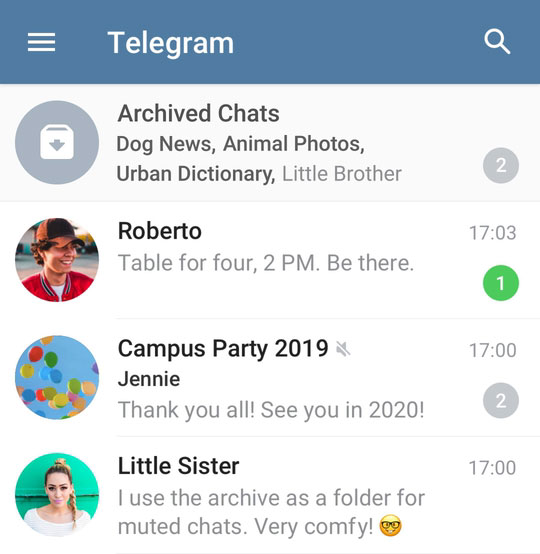 Telegram
Archived Chats
Dog News, Animal Photos,
Urban Dictionary, Little Brother
2
Roberto
17:03
Table for four, 2 PM. Be there.
1
Campus Party 2019
17:00
Jennie
Thank you all! See you in 2020!
2
Little Sister
17:00
I use the archive as a folder for
muted chats. Very comfy! 🤓